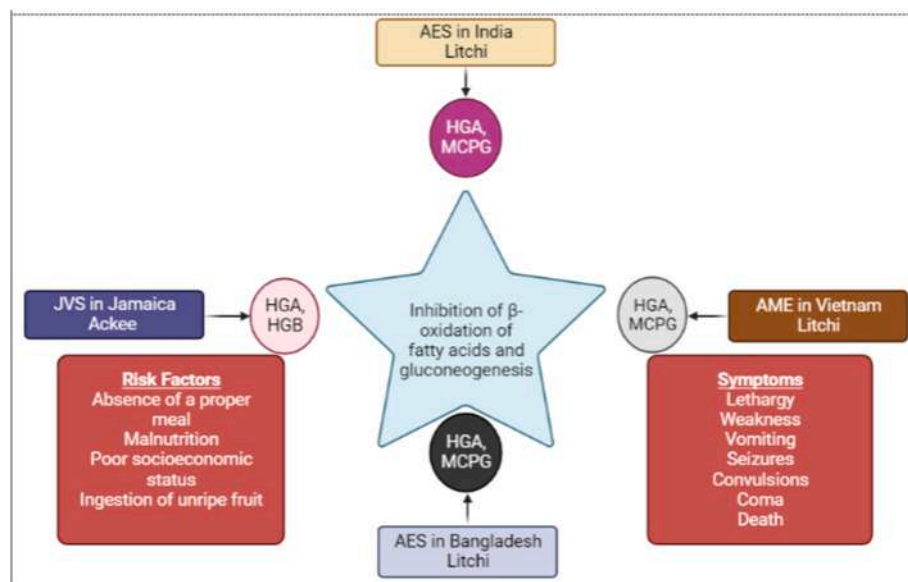 AES in India
Litchi
HGA,
MCPG
JVS in Jamaica
Ackee
HGA,
HGB
Inhibition of β-
oxidation of
fatty acids and
gluconeogenesis
HGA,
MCPG
AME in Vietnam
Litchi
Risk Factors
Absence of a proper
meal
Malnutrition
Poor socioeconomic
status
Ingestion of unripe fruit
Symptoms
Lethargy
Weakness
Vomiting
Seizures
Convulsions
Coma
Death
HGA,
MCPG
AES in Bangladesh
Litchi